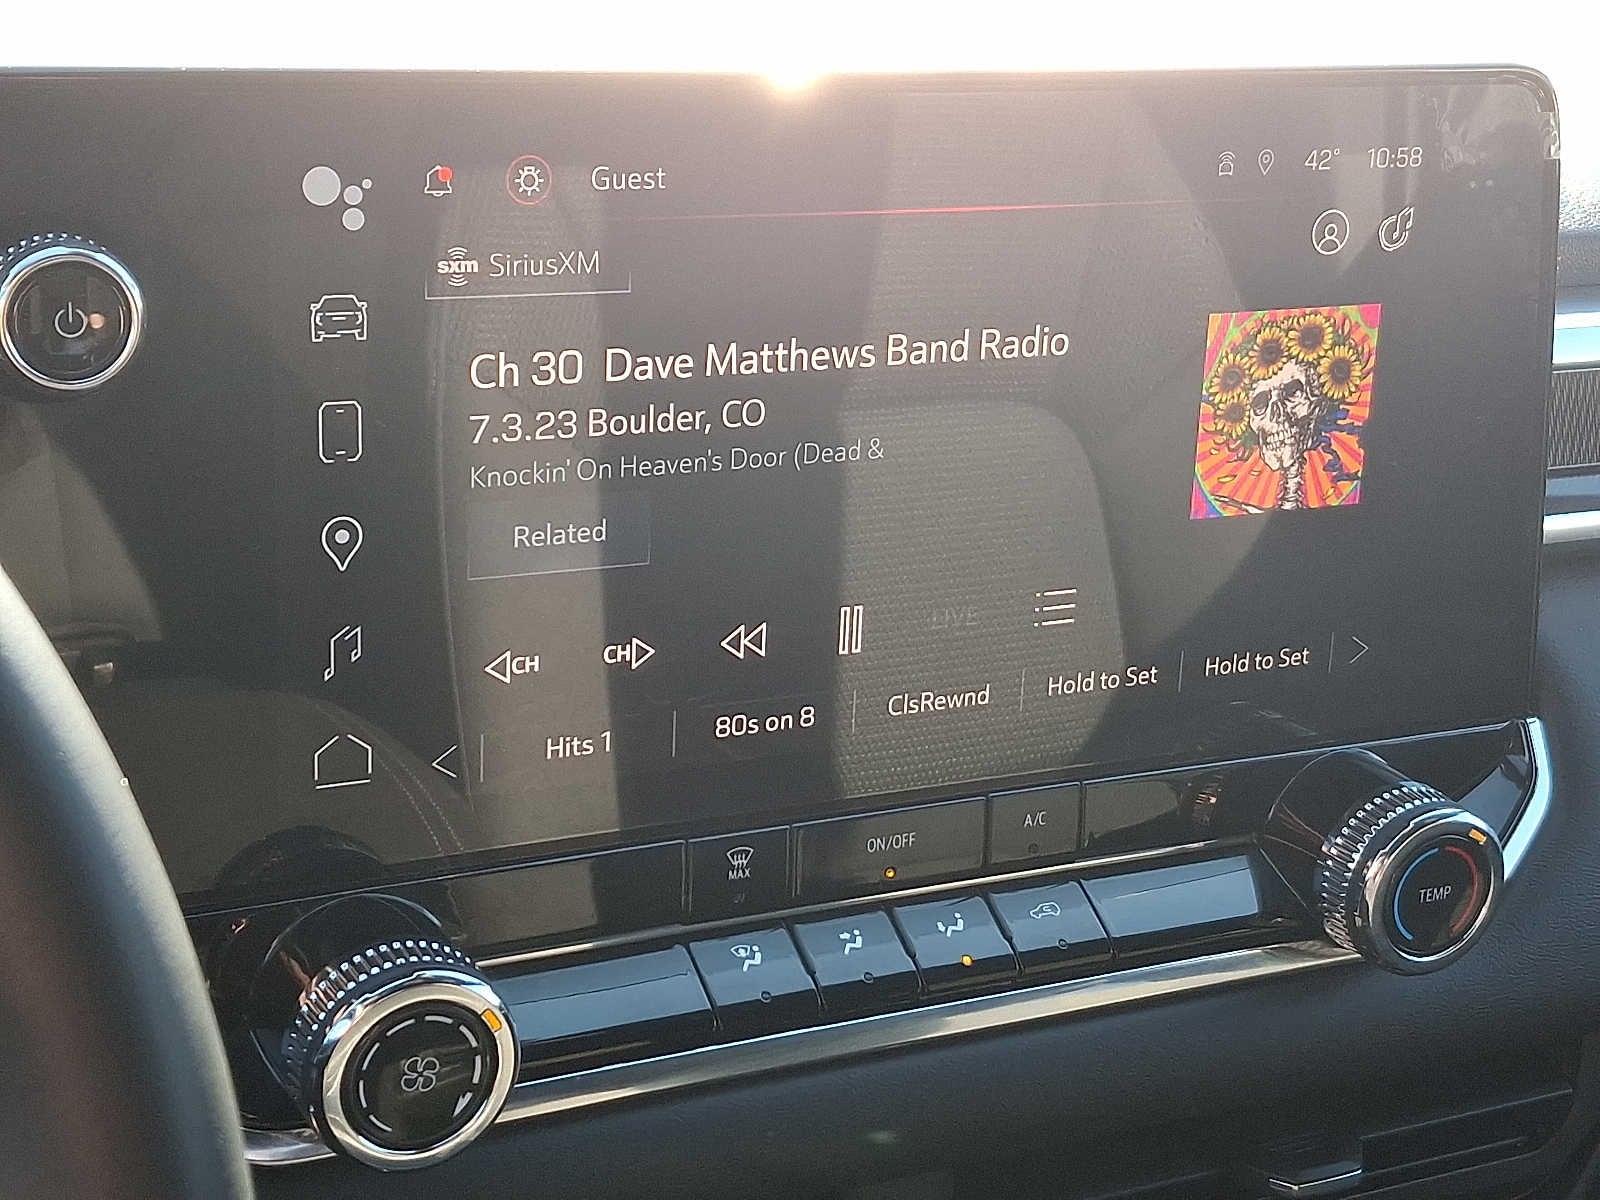 Guest
42° 10:58
sxm SiriusXM
Ch 30 Dave Matthews Band Radio
7.3.23 Boulder, CO
Knockin' On Heaven's Door (Dead &
Related
CH CH LIVE
Hits 1 80s on 8 ClsRewnd Hold to Set Hold to Set
MAX ON/OFF A/C
TEMP